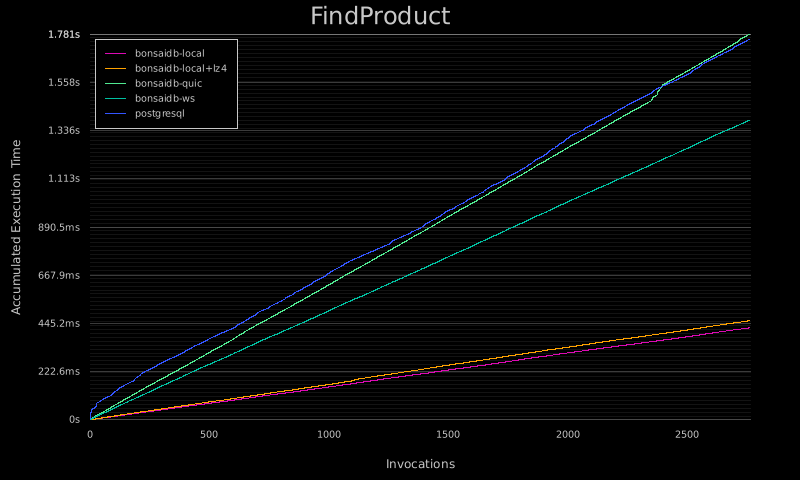 FindProduct
1.781s
1.558s
1.336s
1.113s
890.5ms
667.9ms
445.2ms
222.6ms
0s
bonsaidb-local
bonsaidb-local+lz4
bonsaidb-quic
bonsaidb-ws
postgresql
Accumulated Execution Time
0
500
1000
1500
2000
2500
Invocations